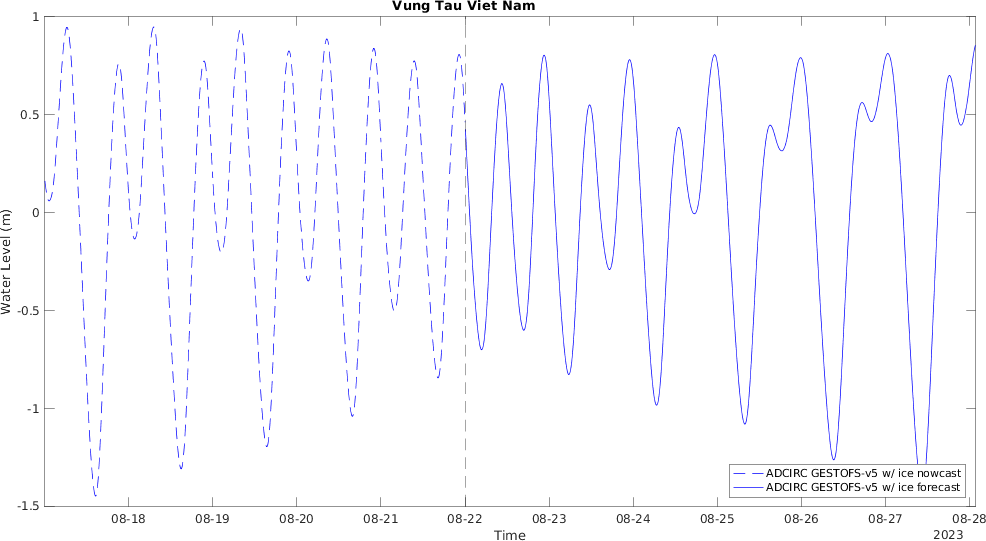 Vung Tau Viet Nam
1
0.5
0
-0.5
-1
-1.5
Water Level (m)
08-18 08-19 08-20 08-21 08-22 08-23 08-24 08-25 08-26 08-27 08-28
Time
2023
ADCIRC GESTOFS-v5 w/ ice nowcast
ADCIRC GESTOFS-v5 w/ ice forecast